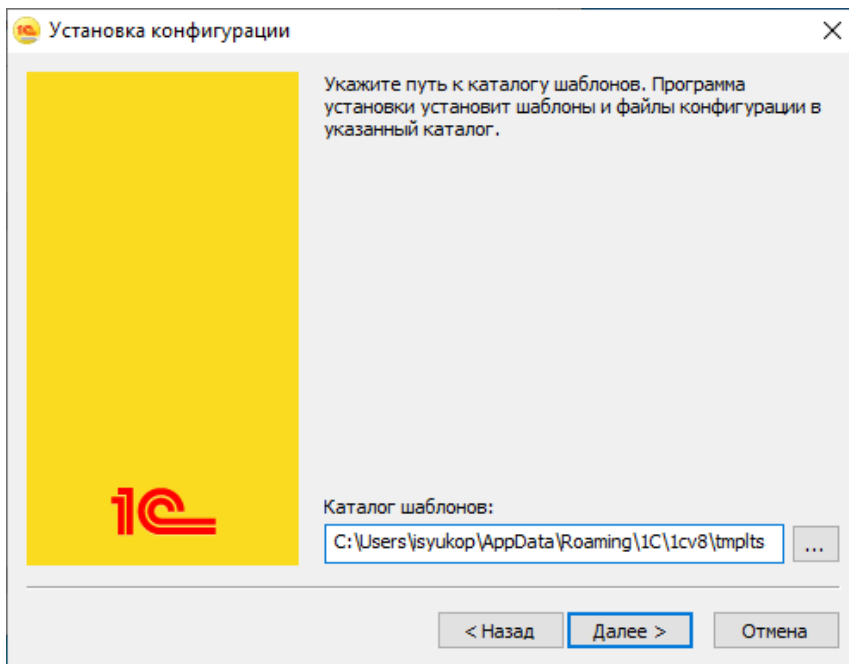 Установка конфигурации
Укажите путь к каталогу шаблонов. Программа
установки установит шаблоны и файлы конфигурации в
указанный каталог.
1С
Каталог шаблонов:
C:\Users\isyukop\AppData\Roaming\1C\1cv8\tmplts
...
< Назад
Далее >
Отмена